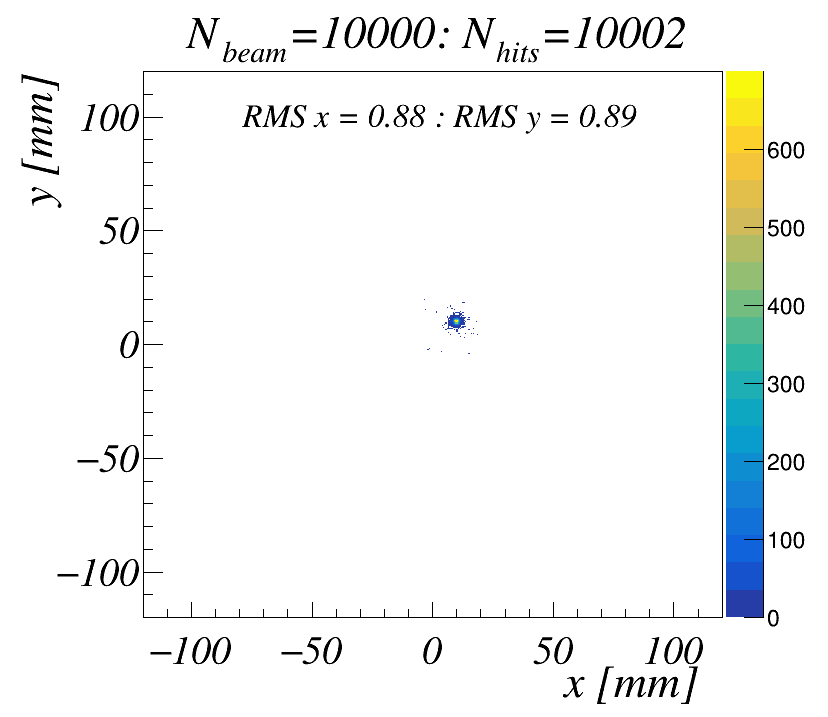 N_beam=10000: N_hits=10002
RMS x = 0.88 : RMS y = 0.89
y [mm]
100
50
0
−50
−100
−100 −50 0 50 100
x [mm]
600
500
400
300
200
100
0